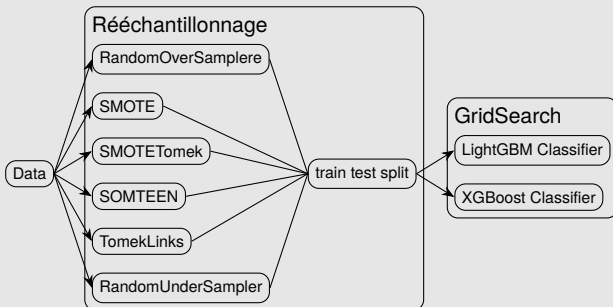 Rééchantillonnage
RandomOverSamplere
SMOTE
SMOTETomek
Data
SOMTEEN
TomekLinks
RandomUnderSampler
train test split
GridSearch
LightGBM Classifier
XGBoost Classifier